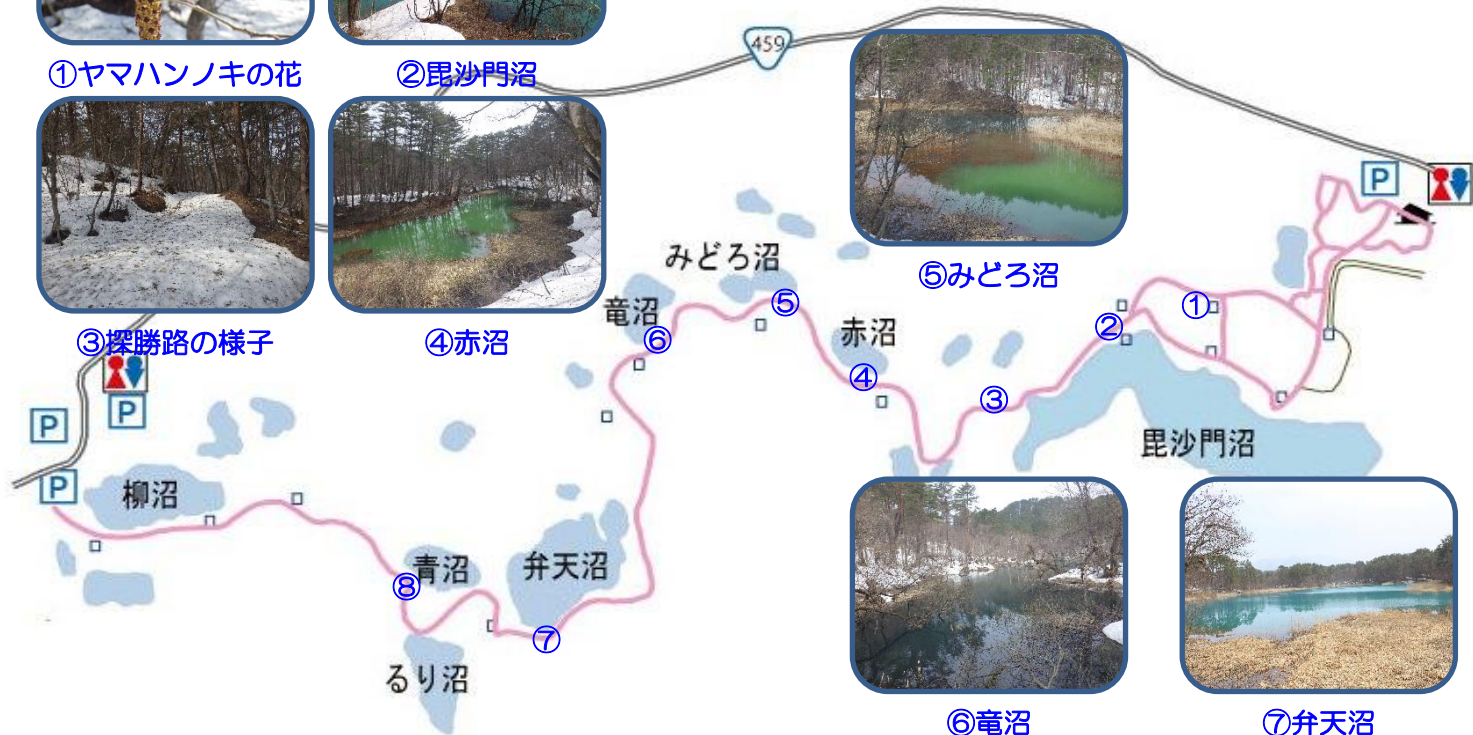 ①ヤマハンノキの花
②毘沙門沼
459
P
③探勝路の様子
④赤沼
⑤みどろ沼
みどろ沼
竜沼
⑤
①
⑥
赤沼
②
④
③
P
P
毘沙門沼
P
柳沼
青沼
弁天沼
⑧
⑦
るり沼
⑥竜沼
⑦弁天沼